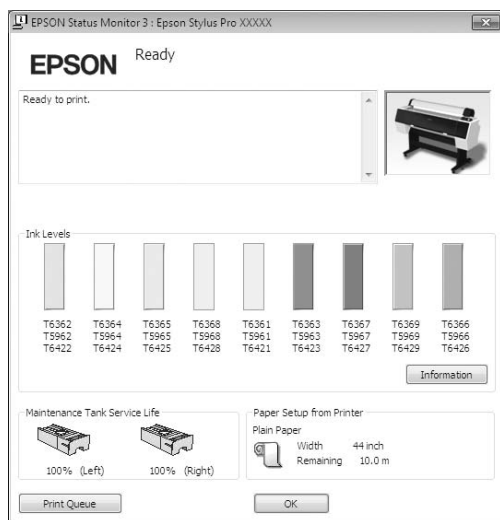 EPSON Status Monitor 3 : Epson Stylus Pro XXXXX
EPSON
Ready
Ready to print.
Ink Levels
T6362 T6364 T6365 T6368 T6361 T6363 T6367 T6369 T6366
T5962 T5964 T5965 T5968 T5961 T5963 T5967 T5969 T5966
T6422 T6424 T6425 T6428 T6421 T6423 T6427 T6429 T6426
Information
Maintenance Tank Service Life
100% (Left) 100% (Right)
Paper Setup from Printer
Plain Paper
Width 44 inch
Remaining 10.0 m
Print Queue
OK